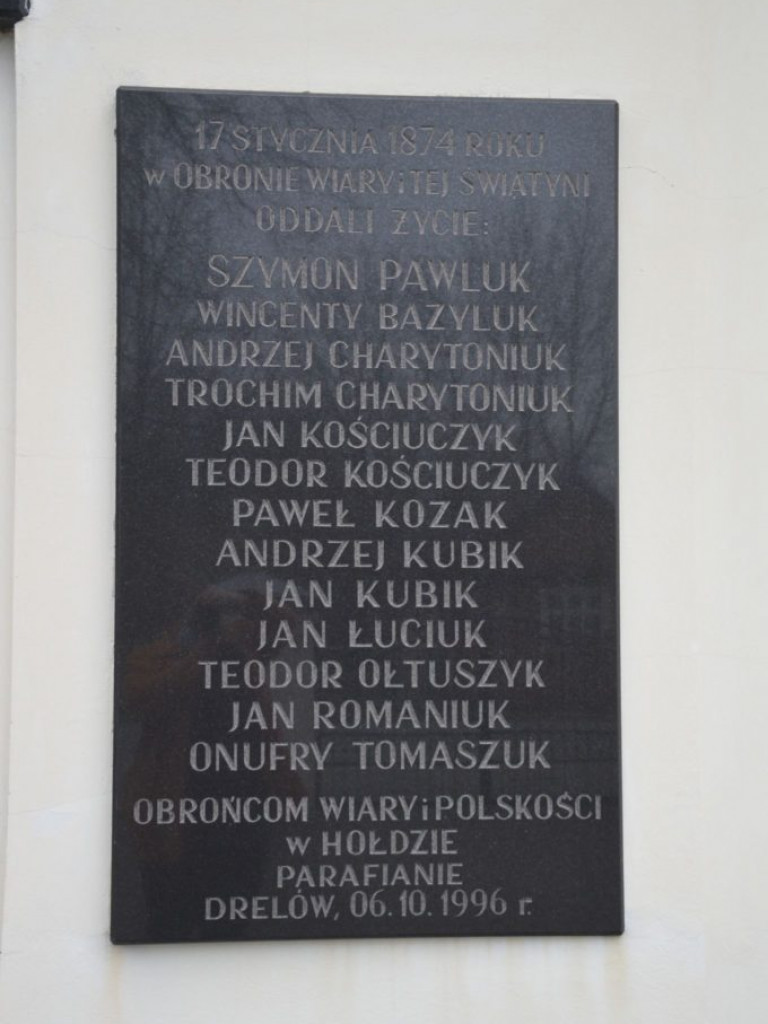 17 STYCZNIA 1874 ROKU
w OBRONIE WIARY i TEJ ŚWIĄTYNI
ODDALI ŻYCIE:
SZYMON PAWLUK
WINCENTY BAZYLUK
ANDRZEJ CHARYTONIUK
TROCHIM CHARYTONIUK
JAN KOŚCIUCZYK
TEODOR KOŚCIUCZYK
PAWEŁ KOZAK
ANDRZEJ KUBIK
JAN KUBIK
JAN ŁUCIUK
TEODOR OŁTUSZYK
JAN ROMANIUK
ONUFRY TOMASZUK
OBROŃCOM WIARY i POLSKOŚCI
w HOŁDZIE
PARAFIANIE
DRELÓW, 06.10.1996 r.